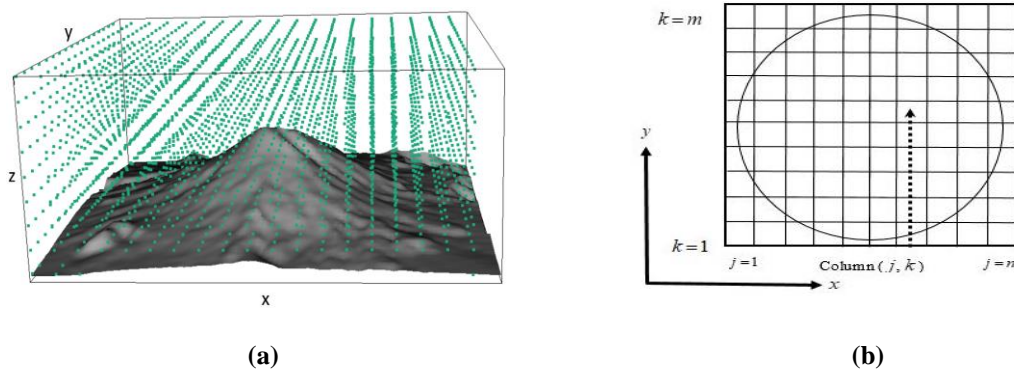 y
z
x
(a)
k = m
y
k = 1
j = 1
Column ( j, k )
j = n
x
(b)